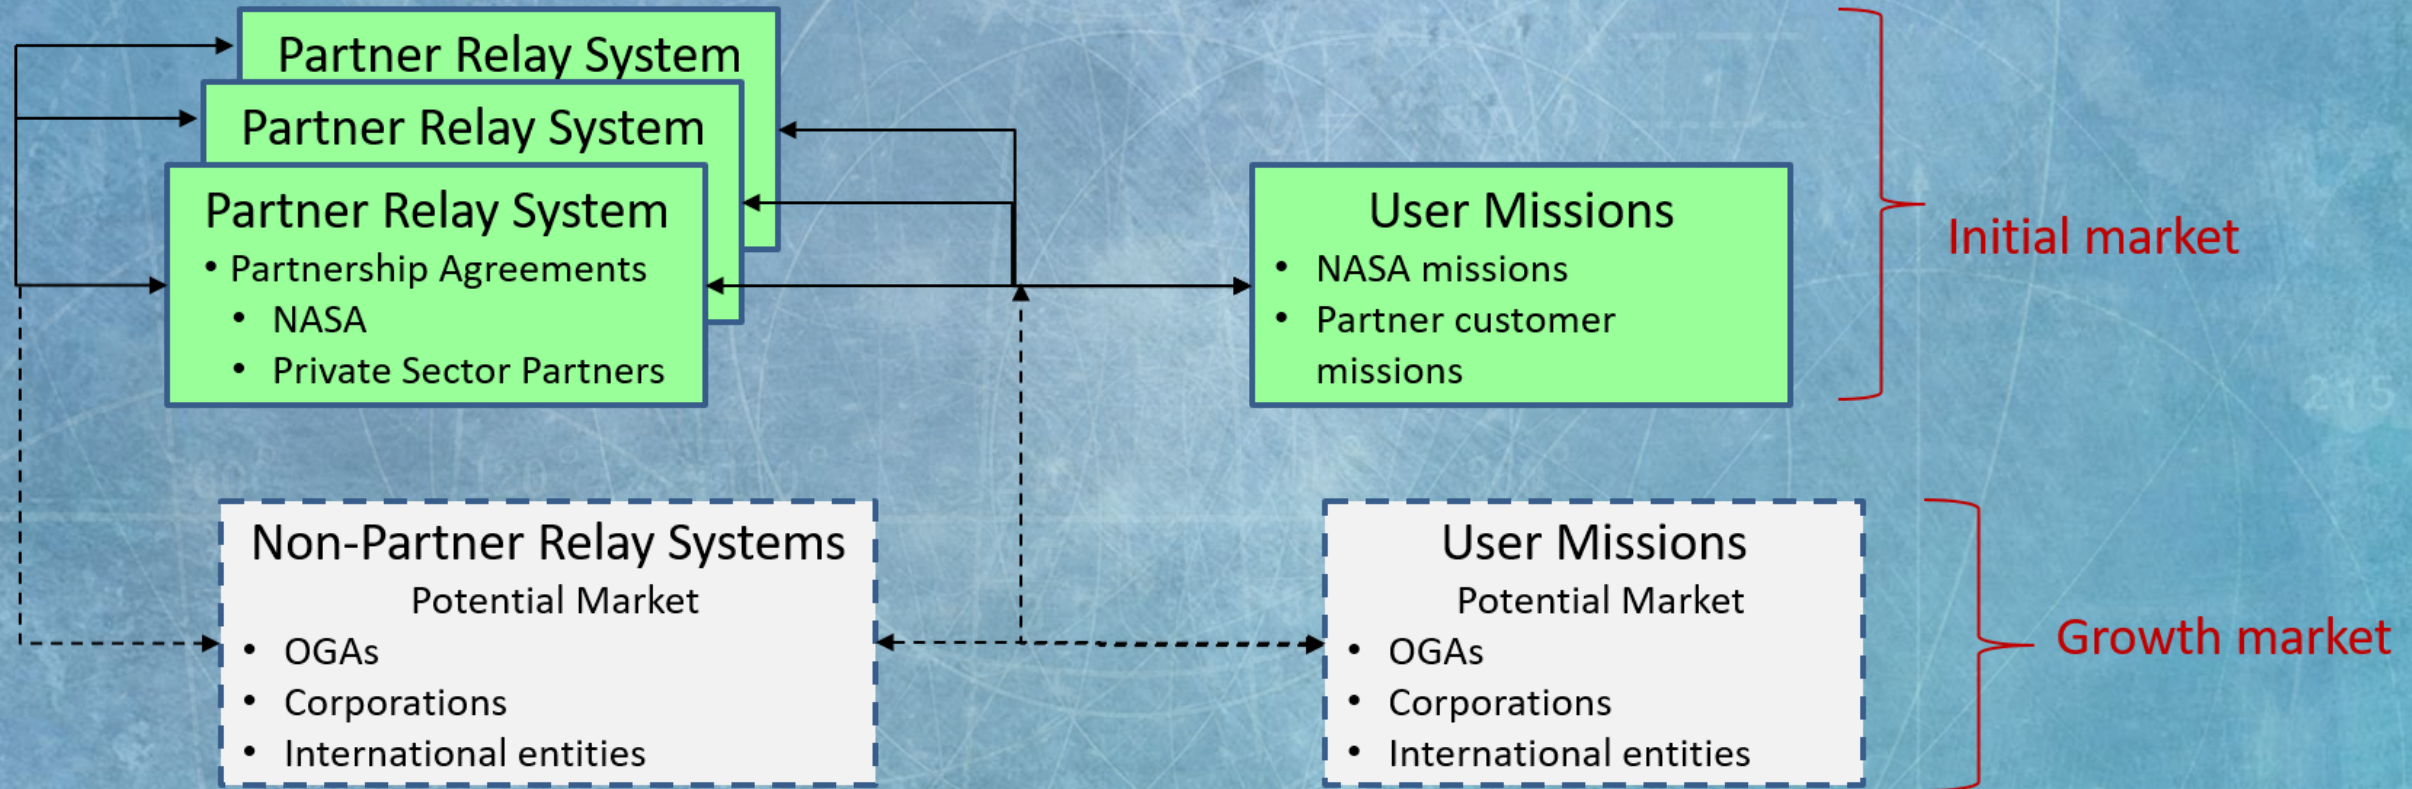 Partner Relay System
Partner Relay System
Partner Relay System
• Partnership Agreements
• NASA
• Private Sector Partners
User Missions
• NASA missions
• Partner customer
missions
Initial market
Non-Partner Relay Systems
Potential Market
• OGAs
• Corporations
• International entities
User Missions
Potential Market
• OGAs
• Corporations
• International entities
Growth market
215